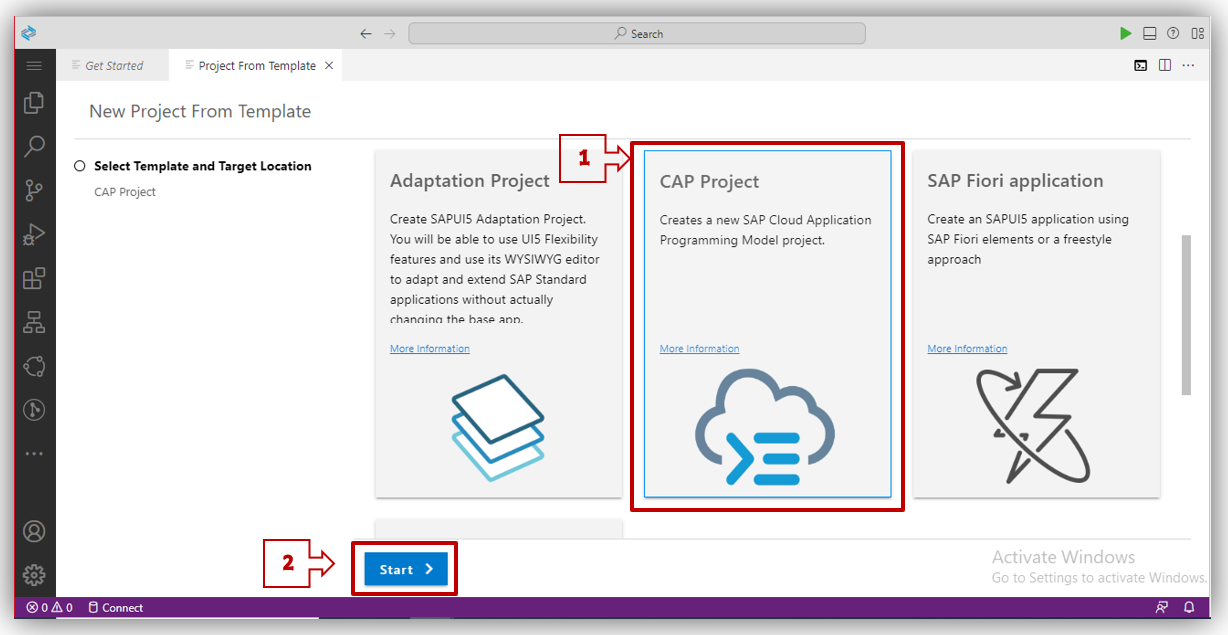 Search
Get Started
Project From Template
New Project From Template
Select Template and Target Location
CAP Project
1
Adaptation Project
Create SAPUI5 Adaptation Project.
You will be able to use UI5 Flexibility
features and use its WYSIWYG editor
to adapt and extend SAP Standard
applications without actually
changing the base app.
More Information
CAP Project
Creates a new SAP Cloud Application
Programming Model project.
More Information
SAP Fiori application
Create an SAPUI5 application using
SAP Fiori elements or a freestyle
approach
More Information
2
Start
Activate Windows
Go to Settings to activate Windows.
0 0 Connect